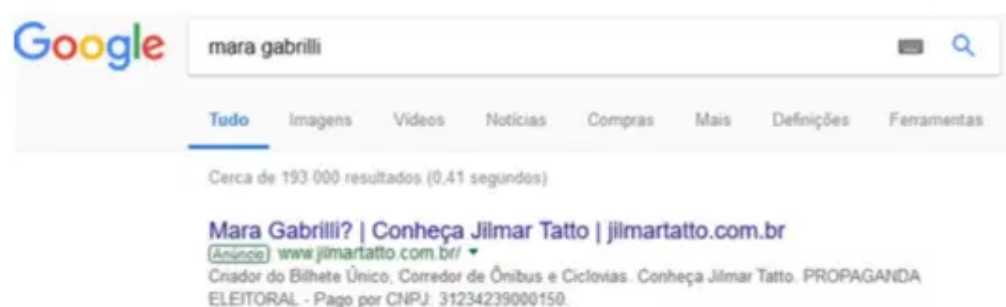 Google mara gabrilli
Tudo Imagens Vídeos Notícias Compras Mais Definições Ferramentas
Cerca de 193 000 resultados (0,41 segundos)
Mara Gabrilli? | Conheça Jilmar Tatto | jilmartatto.com.br
Anúncio www.jilmartatto.com.br/
Criador do Bilhete Único, Corredor de Ônibus e Ciclovias. Conheça Jilmar Tatto. PROPAGANDA
ELEITORAL - Pago por CNPJ: 31234239000150.